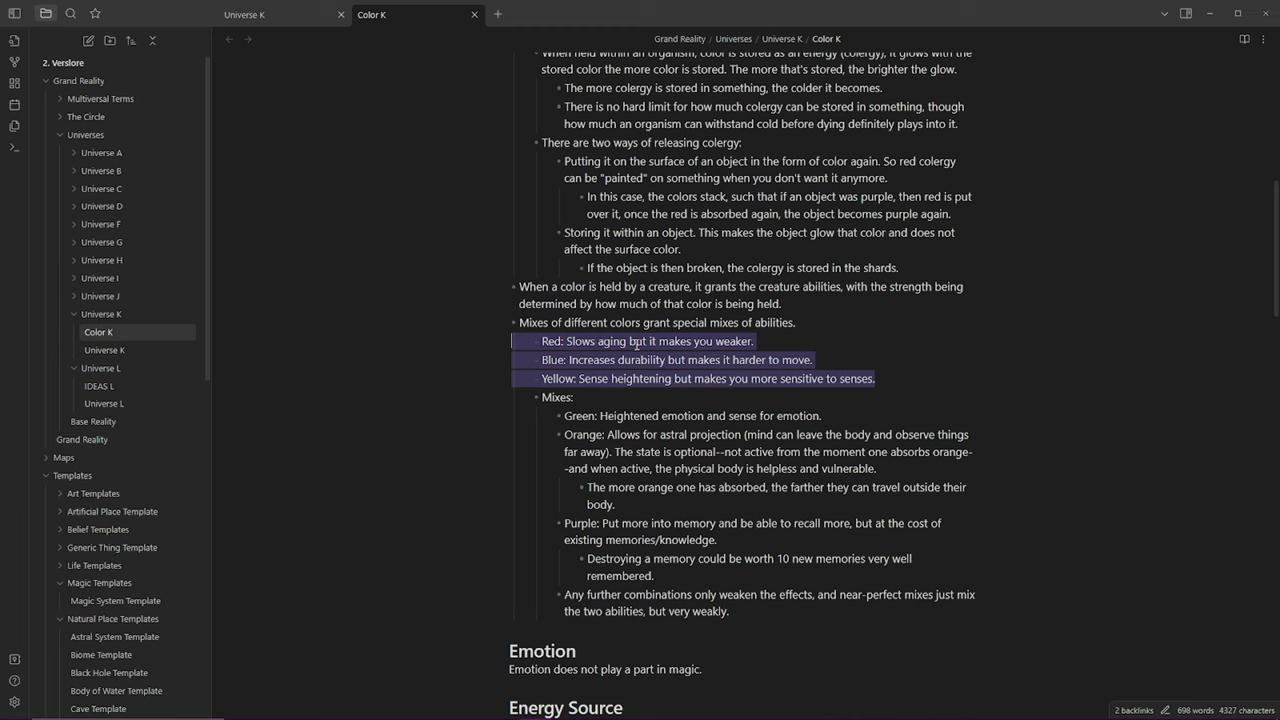 Universe K
Color K
Grand Reality / Universes / Universe K / Color K
2. Verslore
Grand Reality
Multiversal Terms
The Circle
Universes
Universe A
Universe B
Universe C
Universe D
Universe F
Universe G
Universe H
Universe I
Universe J
Universe K
Color K
Universe K
Universe L
IDEAS L
Universe L
Base Reality
Grand Reality
Maps
Templates
Art Templates
Artificial Place Template
Belief Templates
Generic Thing Template
Life Templates
Magic Templates
Magic System Template
Natural Place Templates
Astral System Template
Biome Template
Black Hole Template
Body of Water Template
Cave Template
When held within an organism, color is stored as an energy (colergy), it glows with the
stored color the more color is stored. The more that's stored, the brighter the glow.
The more colergy is stored in something, the colder it becomes.
There is no hard limit for how much colergy can be stored in something, though
how much an organism can withstand cold before dying definitely plays into it.
There are two ways of releasing colergy:
Putting it on the surface of an object in the form of color again. So red colergy
can be "painted" on something when you don't want it anymore.
In this case, the colors stack, such that if an object was purple, then red is put
over it, once the red is absorbed again, the object becomes purple again.
Storing it within an object. This makes the object glow that color and does not
affect the surface color.
If the object is then broken, the colergy is stored in the shards.
When a color is held by a creature, it grants the creature abilities, with the strength being
determined by how much of that color is being held.
Mixes of different colors grant special mixes of abilities.
Red: Slows aging but it makes you weaker.
Blue: Increases durability but makes it harder to move.
Yellow: Sense heightening but makes you more sensitive to senses.
Mixes:
Green: Heightened emotion and sense for emotion.
Orange: Allows for astral projection (mind can leave the body and observe things
far away). The state is optional--not active from the moment one absorbs orange-
-and when active, the physical body is helpless and vulnerable.
The more orange one has absorbed, the farther they can travel outside their
body.
Purple: Put more into memory and be able to recall more, but at the cost of
existing memories/knowledge.
Destroying a memory could be worth 10 new memories very well
remembered.
Any further combinations only weaken the effects, and near-perfect mixes just mix
the two abilities, but very weakly.
Emotion
Emotion does not play a part in magic.
Energy Source
2 backlinks 698 words 4327 characters